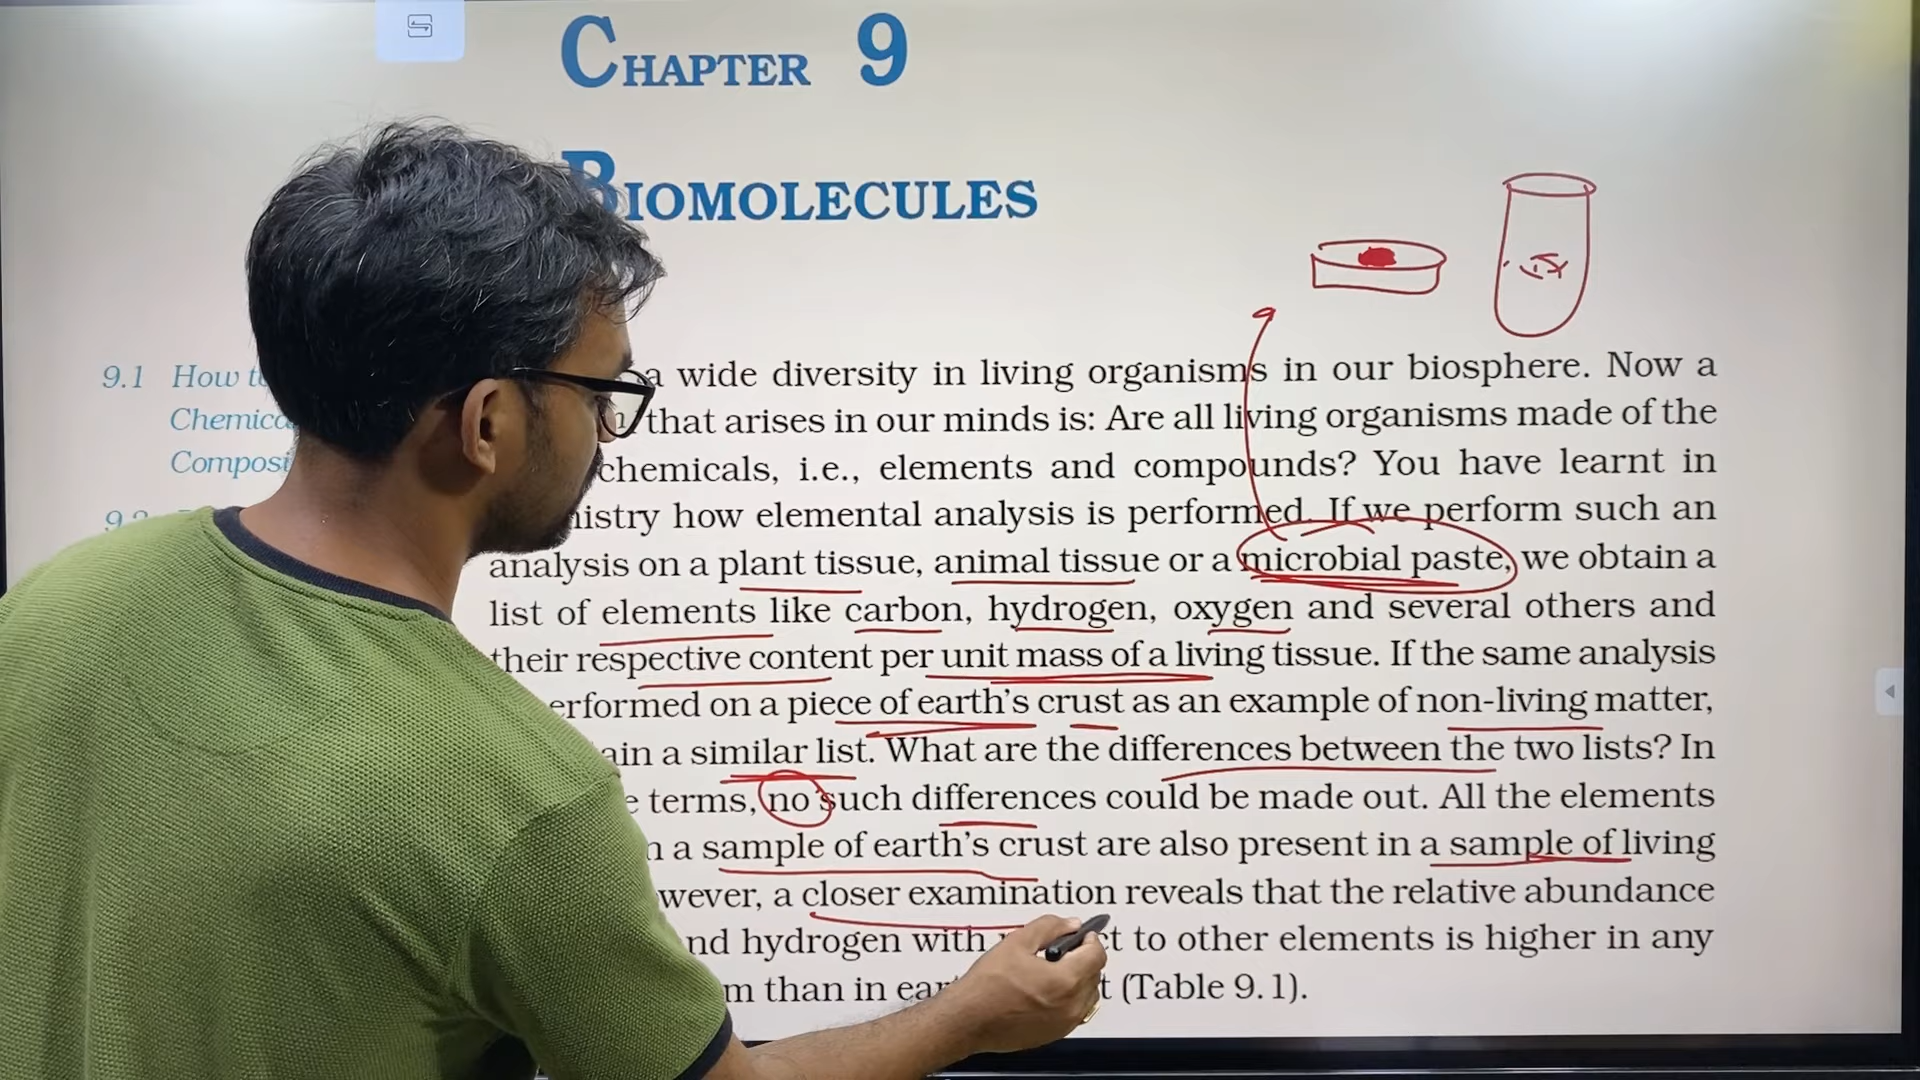 CHAPTER 9
BIOMOLECULES
9.1 How
Chemic
Compos
a wide diversity in living organisms in our biosphere. Now a
that arises in our minds is: Are all living organisms made of the
chemicals, i.e., elements and compounds? You have learnt in
istry how elemental analysis is performed. If we perform such an
analysis on a plant tissue, animal tissue or a microbial paste, we obtain a
list of elements like carbon, hydrogen, oxygen and several others and
their respective content per unit mass of a living tissue. If the same analysis
erformed on a piece of earth's crust as an example of non-living matter,
ain a similar list. What are the differences between the two lists? In
e terms, no such differences could be made out. All the elements
n a sample of earth's crust are also present in a sample of living
wever, a closer examination reveals that the relative abundance
nd hydrogen with ct to other elements is higher in any
m than in ear t (Table 9.1).